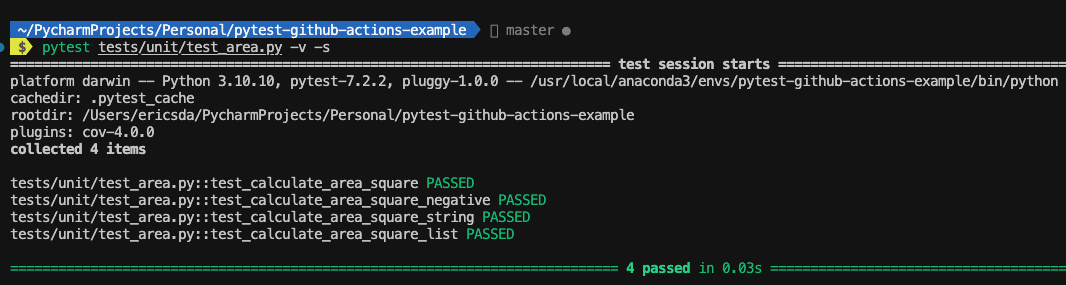 ~/PycharmProjects/Personal/pytest-github-actions-example master ●
$ pytest tests/unit/test_area.py -v -s
=========================================================================== test session starts ====================================
platform darwin -- Python 3.10.10, pytest-7.2.2, pluggy-1.0.0 -- /usr/local/anaconda3/envs/pytest-github-actions-example/bin/python
cachedir: .pytest_cache
rootdir: /Users/ericsda/PycharmProjects/Personal/pytest-github-actions-example
plugins: cov-4.0.0
collected 4 items
tests/unit/test_area.py::test_calculate_area_square PASSED
tests/unit/test_area.py::test_calculate_area_square_negative PASSED
tests/unit/test_area.py::test_calculate_area_square_string PASSED
tests/unit/test_area.py::test_calculate_area_square_list PASSED
============================================================================ 4 passed in 0.03s =====================================